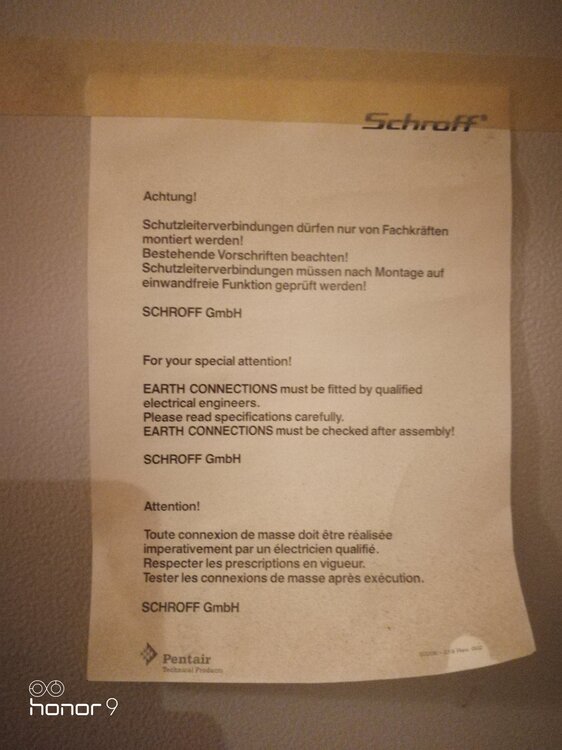 Schroff®
Achtung!
Schutzleiterverbindungen dürfen nur von Fachkräften
montiert werden!
Bestehende Vorschriften beachten!
Schutzleiterverbindungen müssen nach Montage auf
einwandfreie Funktion geprüft werden!
SCHROFF GmbH
For your special attention!
EARTH CONNECTIONS must be fitted by qualified
electrical engineers.
Please read specifications carefully.
EARTH CONNECTIONS must be checked after assembly!
SCHROFF GmbH
Attention!
Toute connexion de masse doit être réalisée
imperativement par un électricien qualifié.
Respecter les prescriptions en vigueur.
Tester les connexions de masse après exécution.
SCHROFF GmbH
Pentair
Technical Products
honor 9